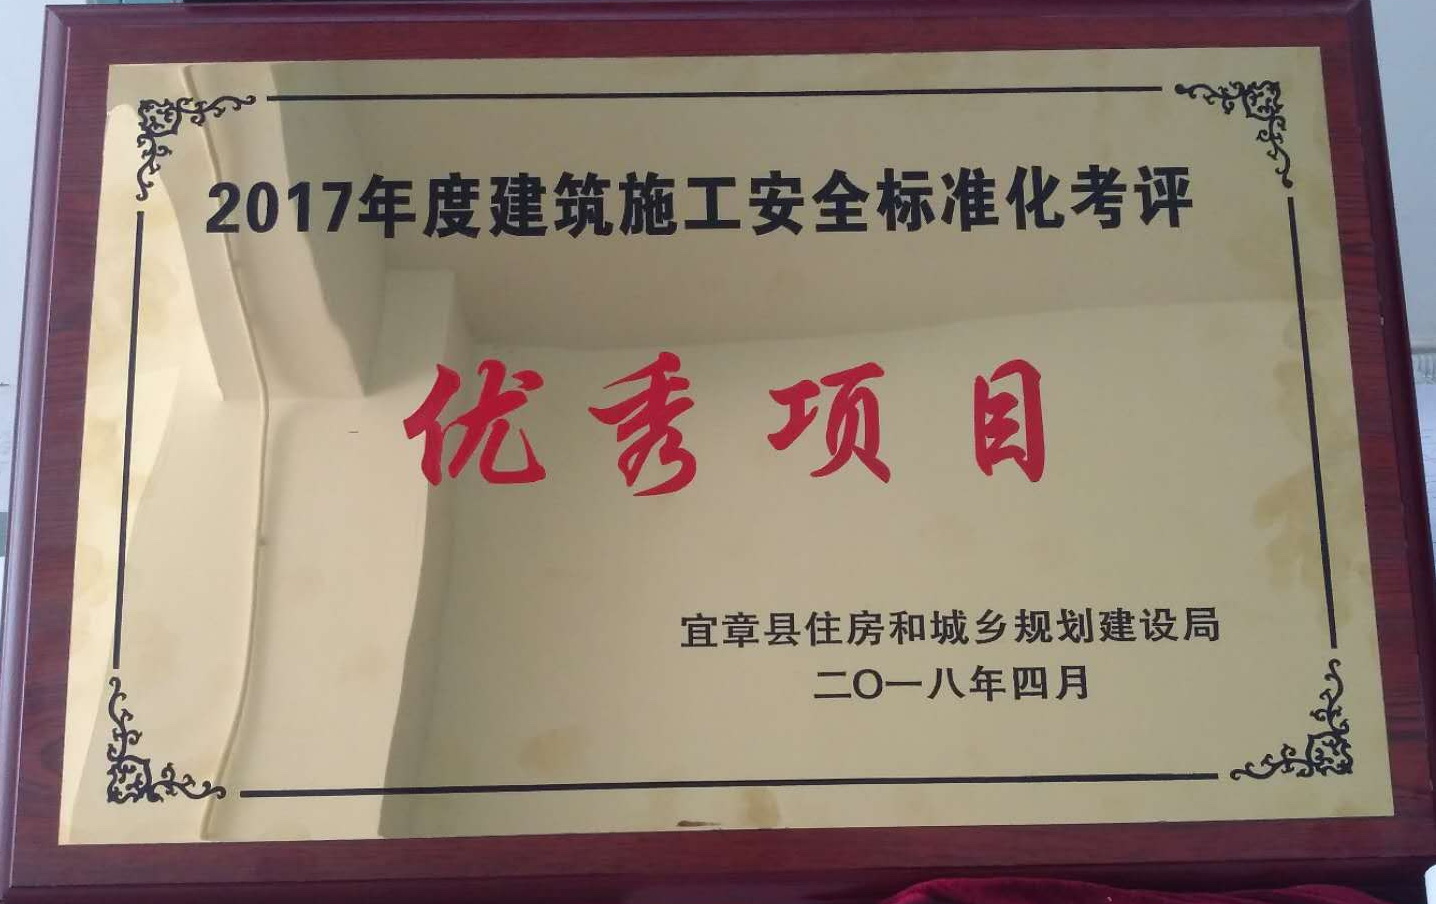 2017年度建筑施工安全标准化考评
优秀项目
宜章县住房和城乡规划建设局
二〇一八年四月